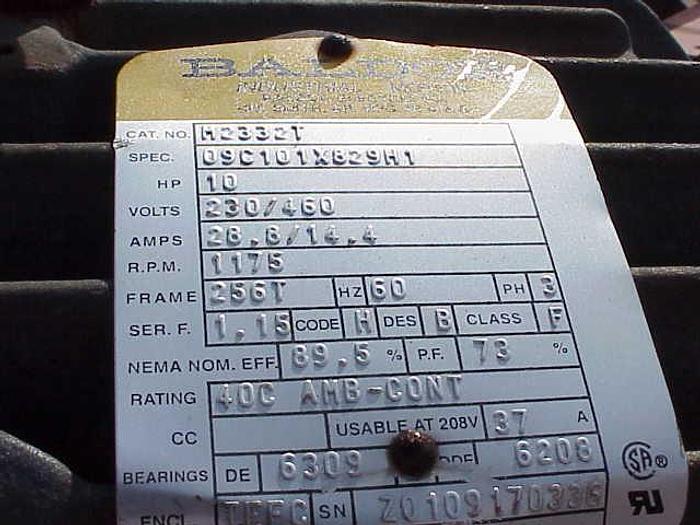 BALDOR
INDUSTRIAL MOTOR
CAT. NO. M2332T
SPEC. 09C101X829H1
HP 10
VOLTS 230/460
AMPS 28.8/14.4
R.P.M. 1175
FRAME 256T HZ 60 PH 3
SER. F. 1.15 CODE H DES B CLASS F
NEMA NOM. EFF. 89.5 % P.F. 73 %
RATING 40C AMB-CONT
CC USABLE AT 208V 37 A
BEARINGS DE 6309 ODE 6208
ENCL TEFC SN Z0109170336